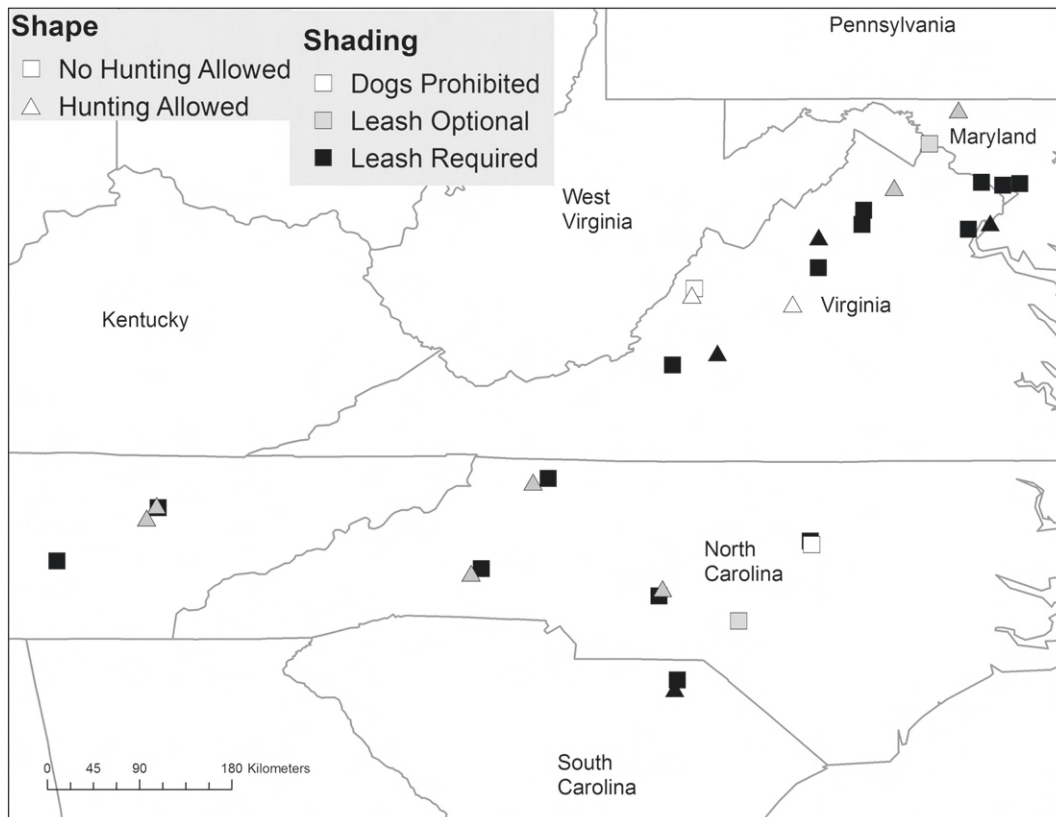 Shape
No Hunting Allowed
Hunting Allowed
Shading
Dogs Prohibited
Leash Optional
Leash Required
Pennsylvania
Maryland
West
Virginia
Kentucky
Virginia
North
Carolina
South
Carolina
0 45 90 180 Kilometers